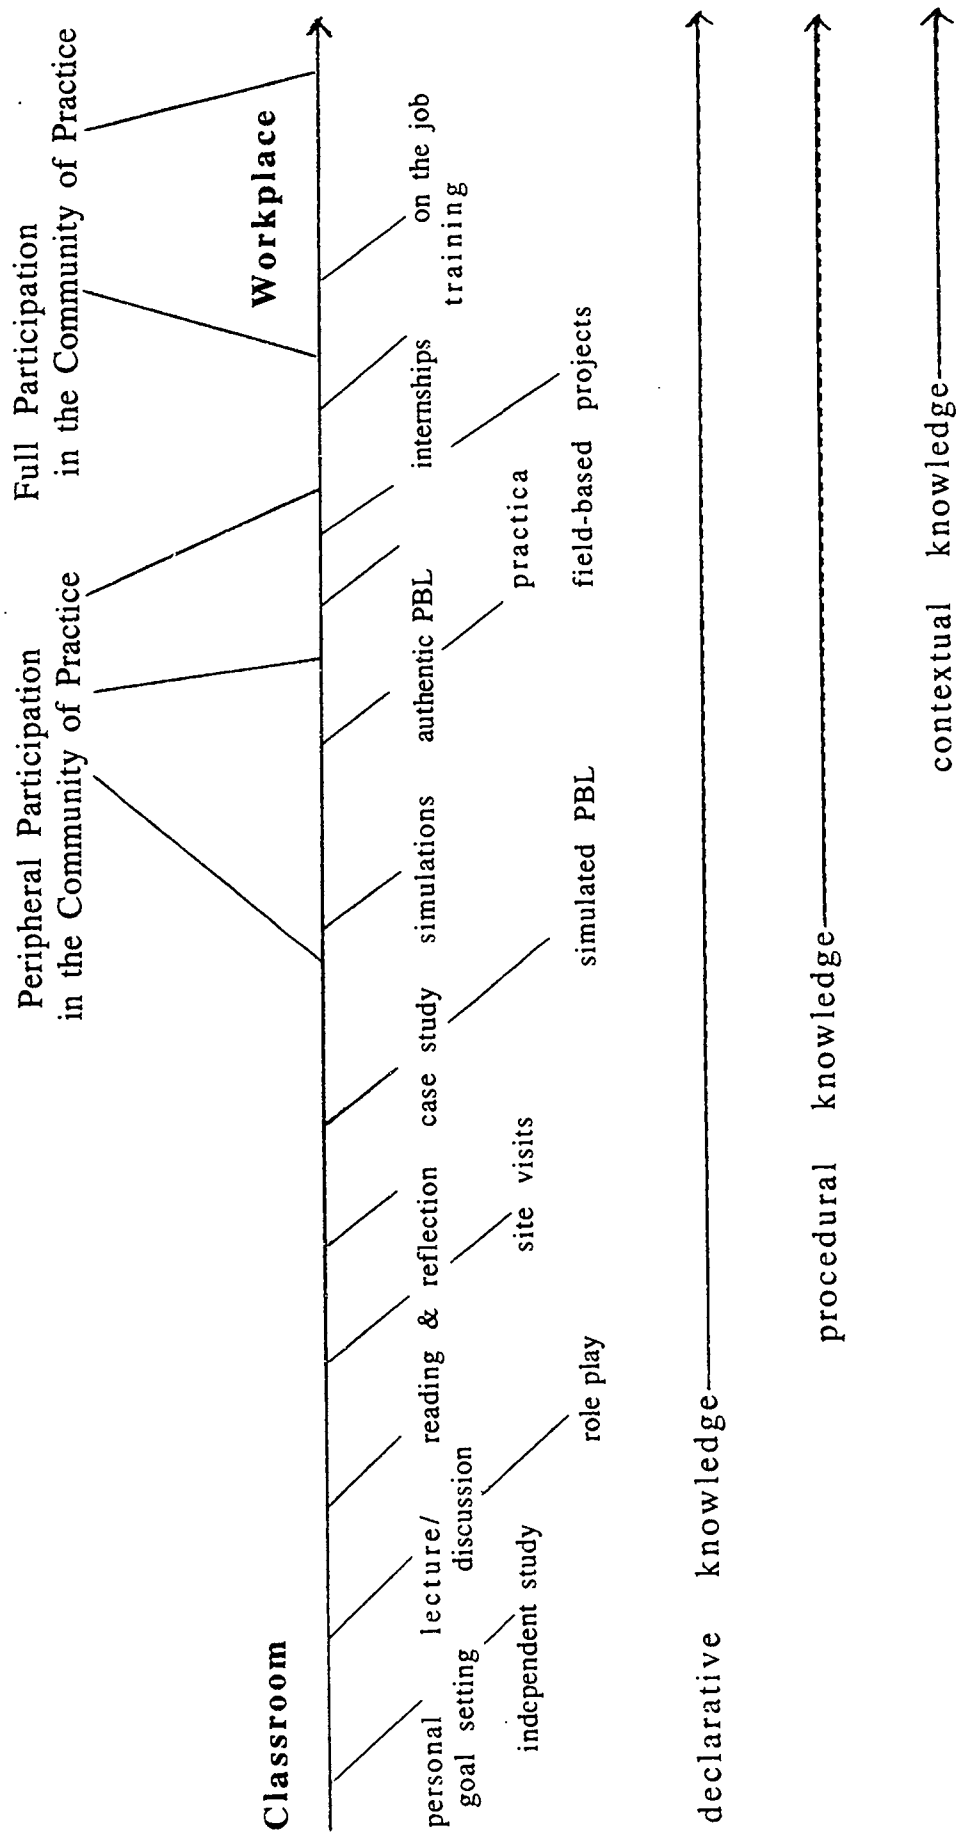 Peripheral Participation
in the Community of Practice
Full Participation
in the Community of Practice
Classroom
Workplace
personal
goal setting
independent study
lecture/
discussion
role play
reading & reflection
site visits
case study
simulated PBL
simulations
authentic PBL
practica
internships
field-based projects
on the job
training
declarative knowledge
procedural knowledge
contextual knowledge